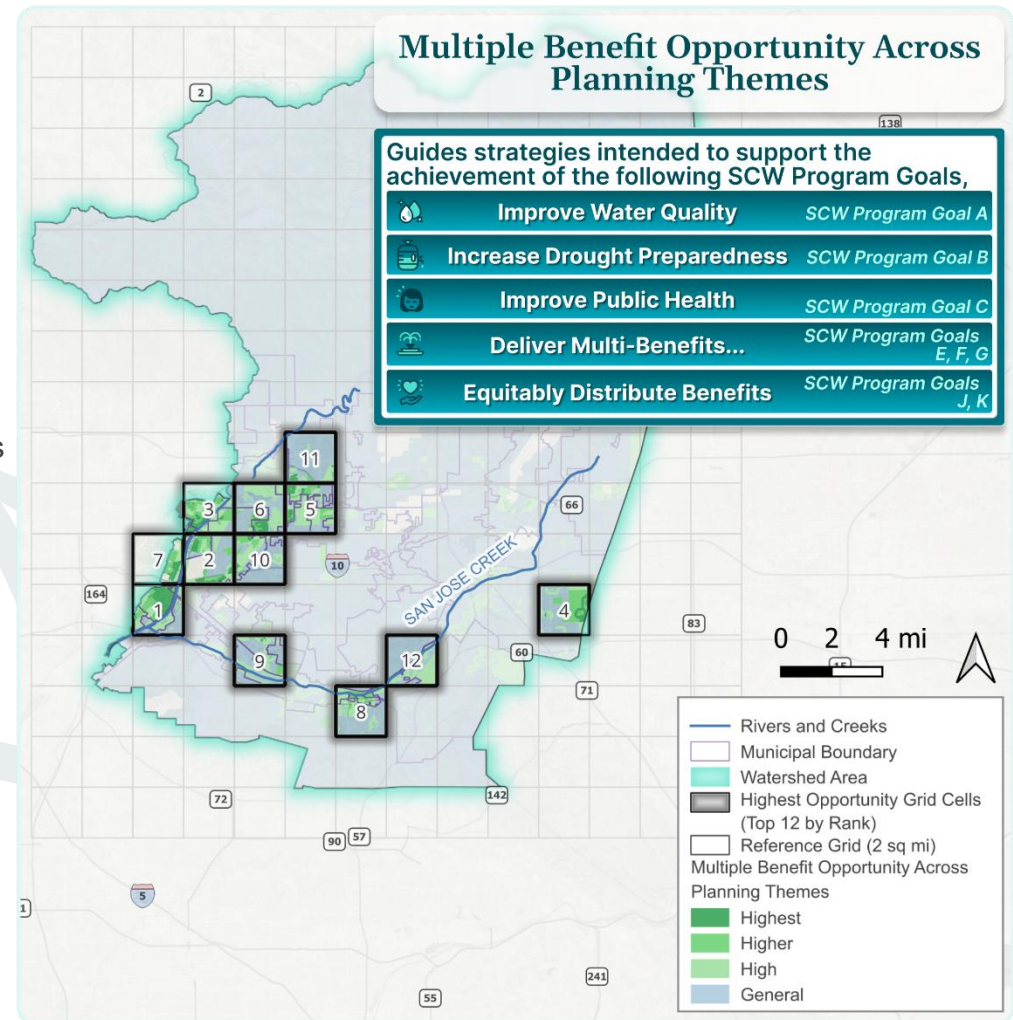 Multiple Benefit Opportunity Across
Planning Themes
Guides strategies intended to support the
achievement of the following SCW Program Goals,
Improve Water Quality SCW Program Goal A
Increase Drought Preparedness SCW Program Goal B
Improve Public Health SCW Program Goal C
Deliver Multi-Benefits... SCW Program Goals
E, F, G
Equitably Distribute Benefits SCW Program Goals
J, K
2
138
s
11
3
6
5
66
7
2
10
10
SAN JOSE CREEK
164
1
4
83
9
12
60
8
71
0 2 4 mi
15
72
142
90
57
5
1
241
55
Rivers and Creeks
Municipal Boundary
Watershed Area
Highest Opportunity Grid Cells
(Top 12 by Rank)
Reference Grid (2 sq mi)
Multiple Benefit Opportunity Across
Planning Themes
Highest
Higher
High
General